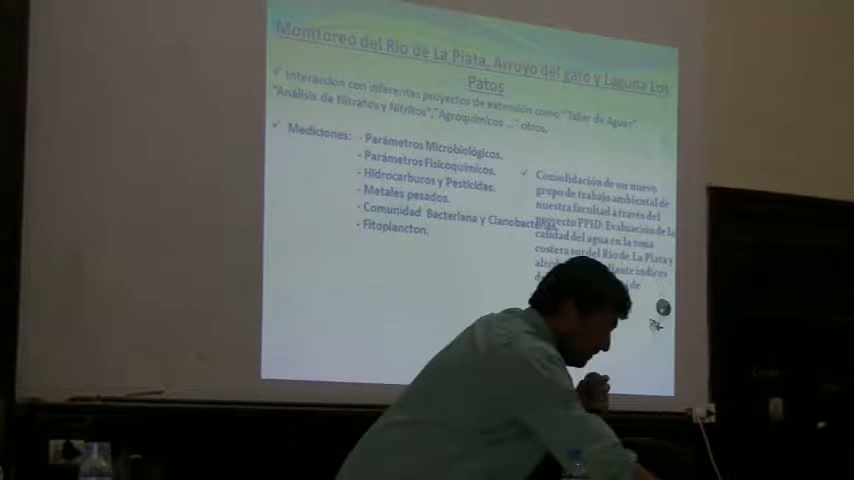 Monitoreo del Rio de La Plata, Arroyo del gato y Laguna Los
Patos
✓ Interacción con diferentes proyectos de extensión como "Taller de Aguas"
"Análisis de Nitratos y Nitritos", "Agroquímicos ..." otros.
✓ Mediciones: - Parámetros Microbiológicos.
- Parámetros Fisicoquímicos.
- Hidrocarburos y Pesticidas.
- Metales pesados.
- Comunidad Bacteriana y Cianobacterias.
- Fitoplancton.
✓ Consolidación de un nuevo
grupo de trabajo ambiental de
nuestra facultad a través del
proyecto PPID: Evaluación de la
calidad del agua en la zona
costera sur del Río de La Plata y
índices
de